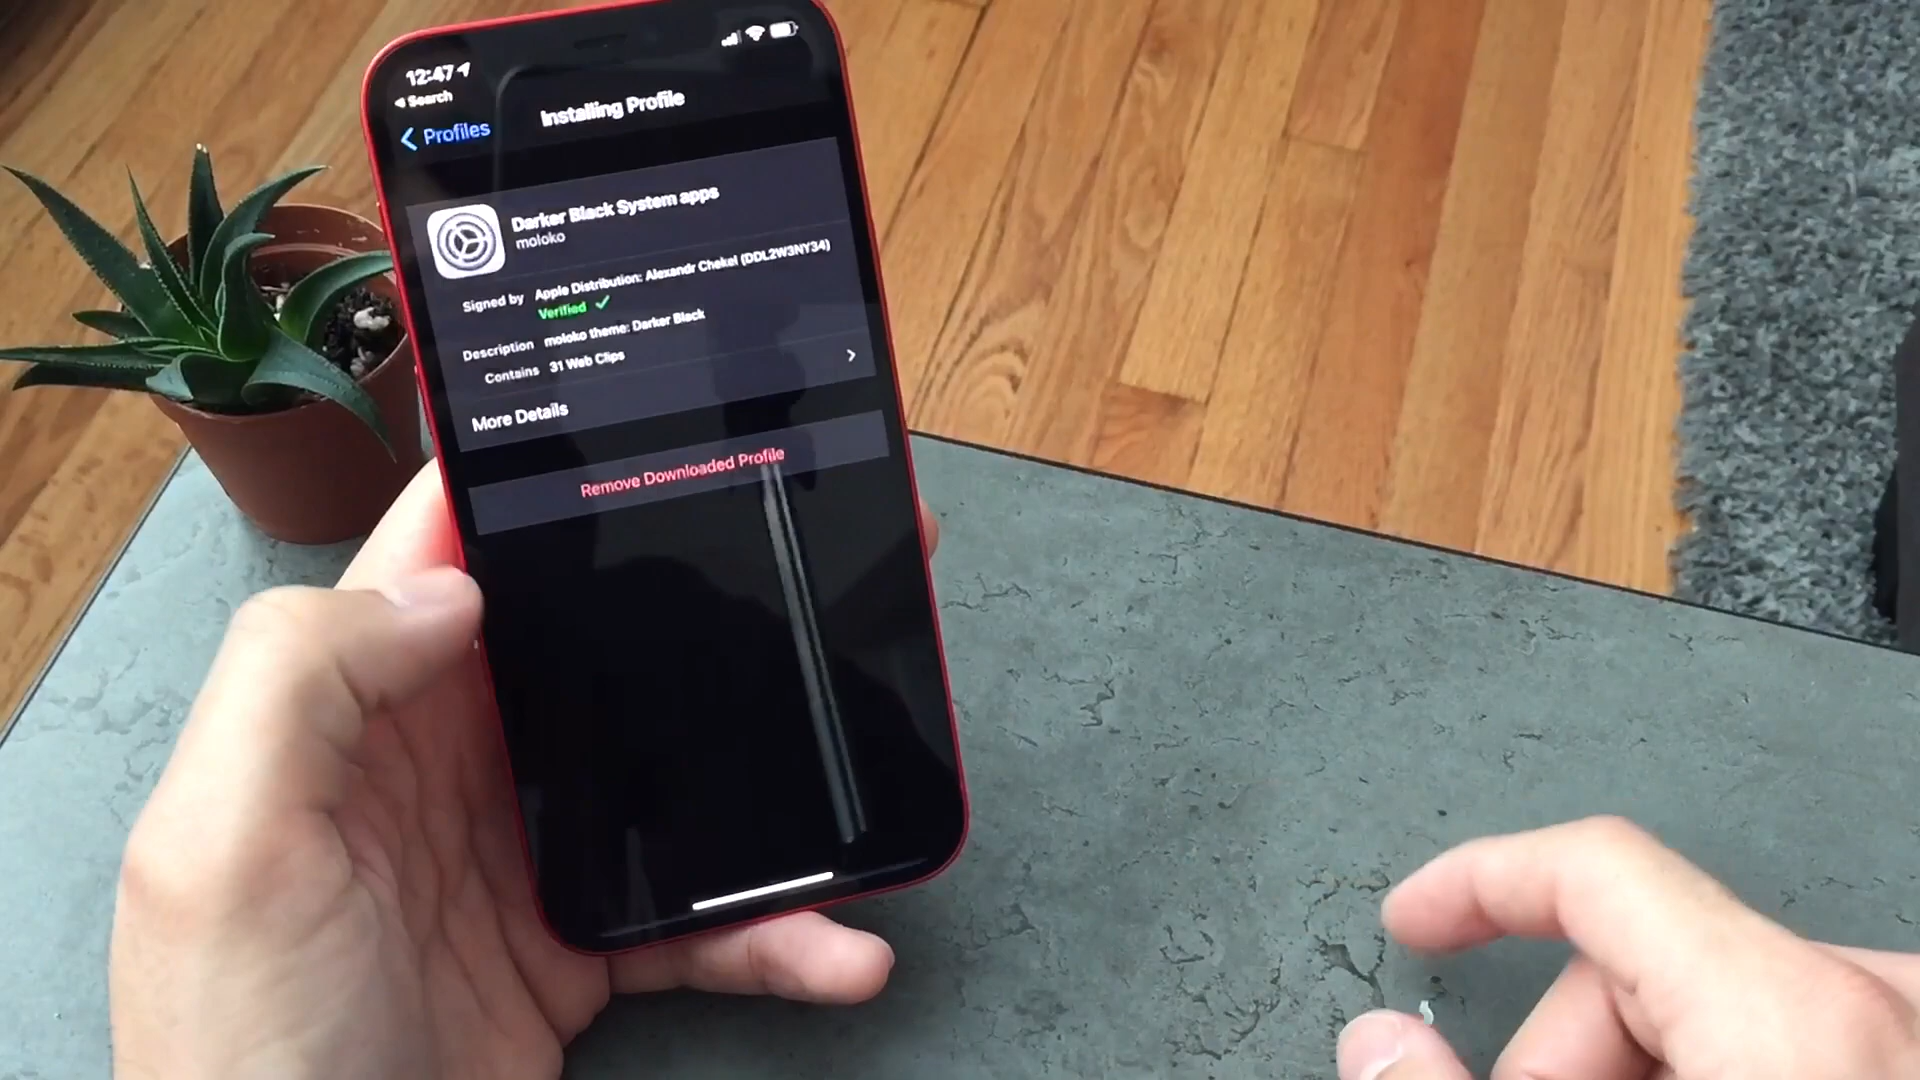 12:47
Search
Profiles
Installing Profile
Darker Black System apps
moloko
Signed by Apple Distribution: Alexandr Chekel (DDL2W3NY34)
Verified
Description moloko theme: Darker Black
Contains 31 Web Clips
More Details
Remove Downloaded Profile